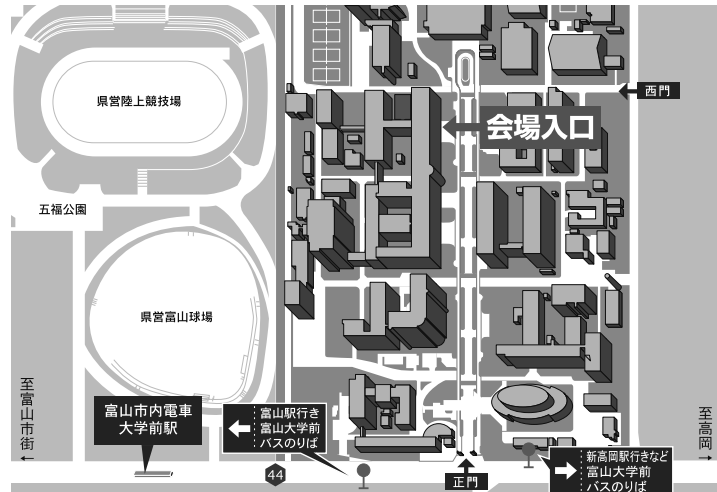 西門
会場入口
県営陸上競技場
五福公園
県営富山球場
至富山市街
←
富山市内電車
大学前駅
←
富山駅行き
富山大学前
バスのりば
44
正門
→
新高岡駅行きなど
富山大学前
バスのりば
至高岡
→